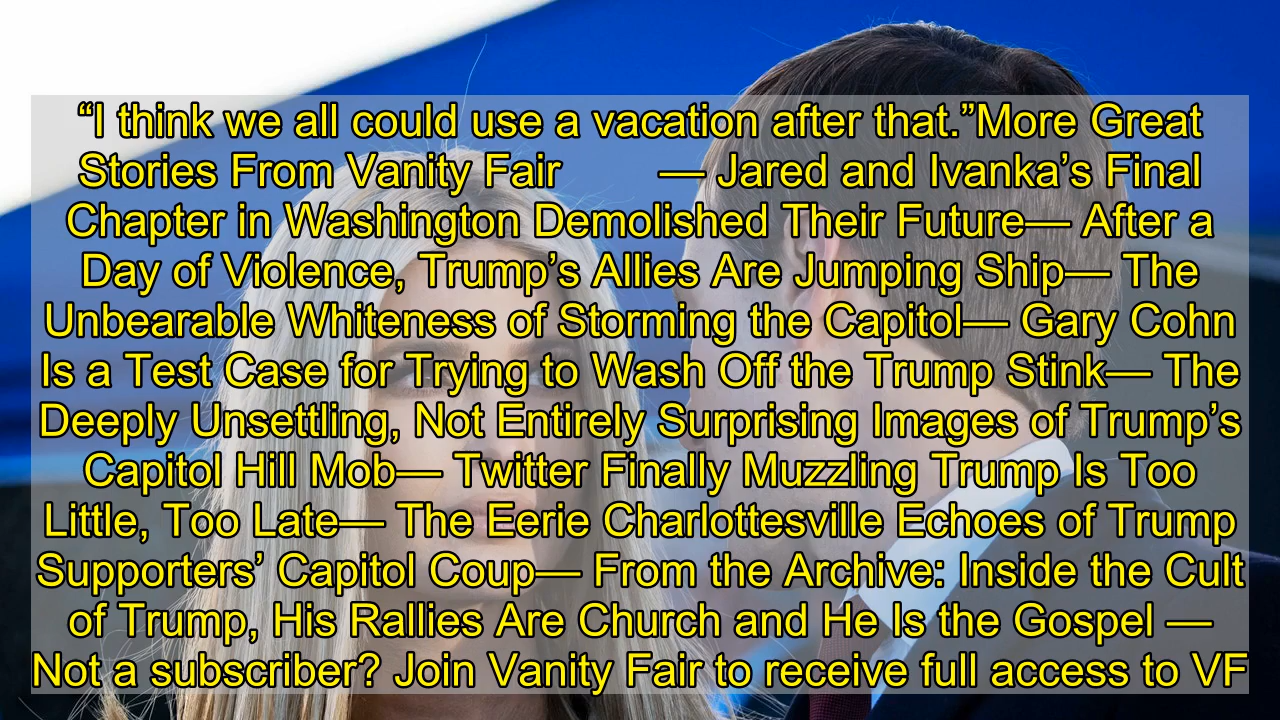 “I think we all could use a vacation after that.”More Great
Stories From Vanity Fair — Jared and Ivanka’s Final
Chapter in Washington Demolished Their Future— After a
Day of Violence, Trump’s Allies Are Jumping Ship— The
Unbearable Whiteness of Storming the Capitol— Gary Cohn
Is a Test Case for Trying to Wash Off the Trump Stink— The
Deeply Unsettling, Not Entirely Surprising Images of Trump’s
Capitol Hill Mob— Twitter Finally Muzzling Trump Is Too
Little, Too Late— The Eerie Charlottesville Echoes of Trump
Supporters’ Capitol Coup— From the Archive: Inside the Cult
of Trump, His Rallies Are Church and He Is the Gospel —
Not a subscriber? Join Vanity Fair to receive full access to VF